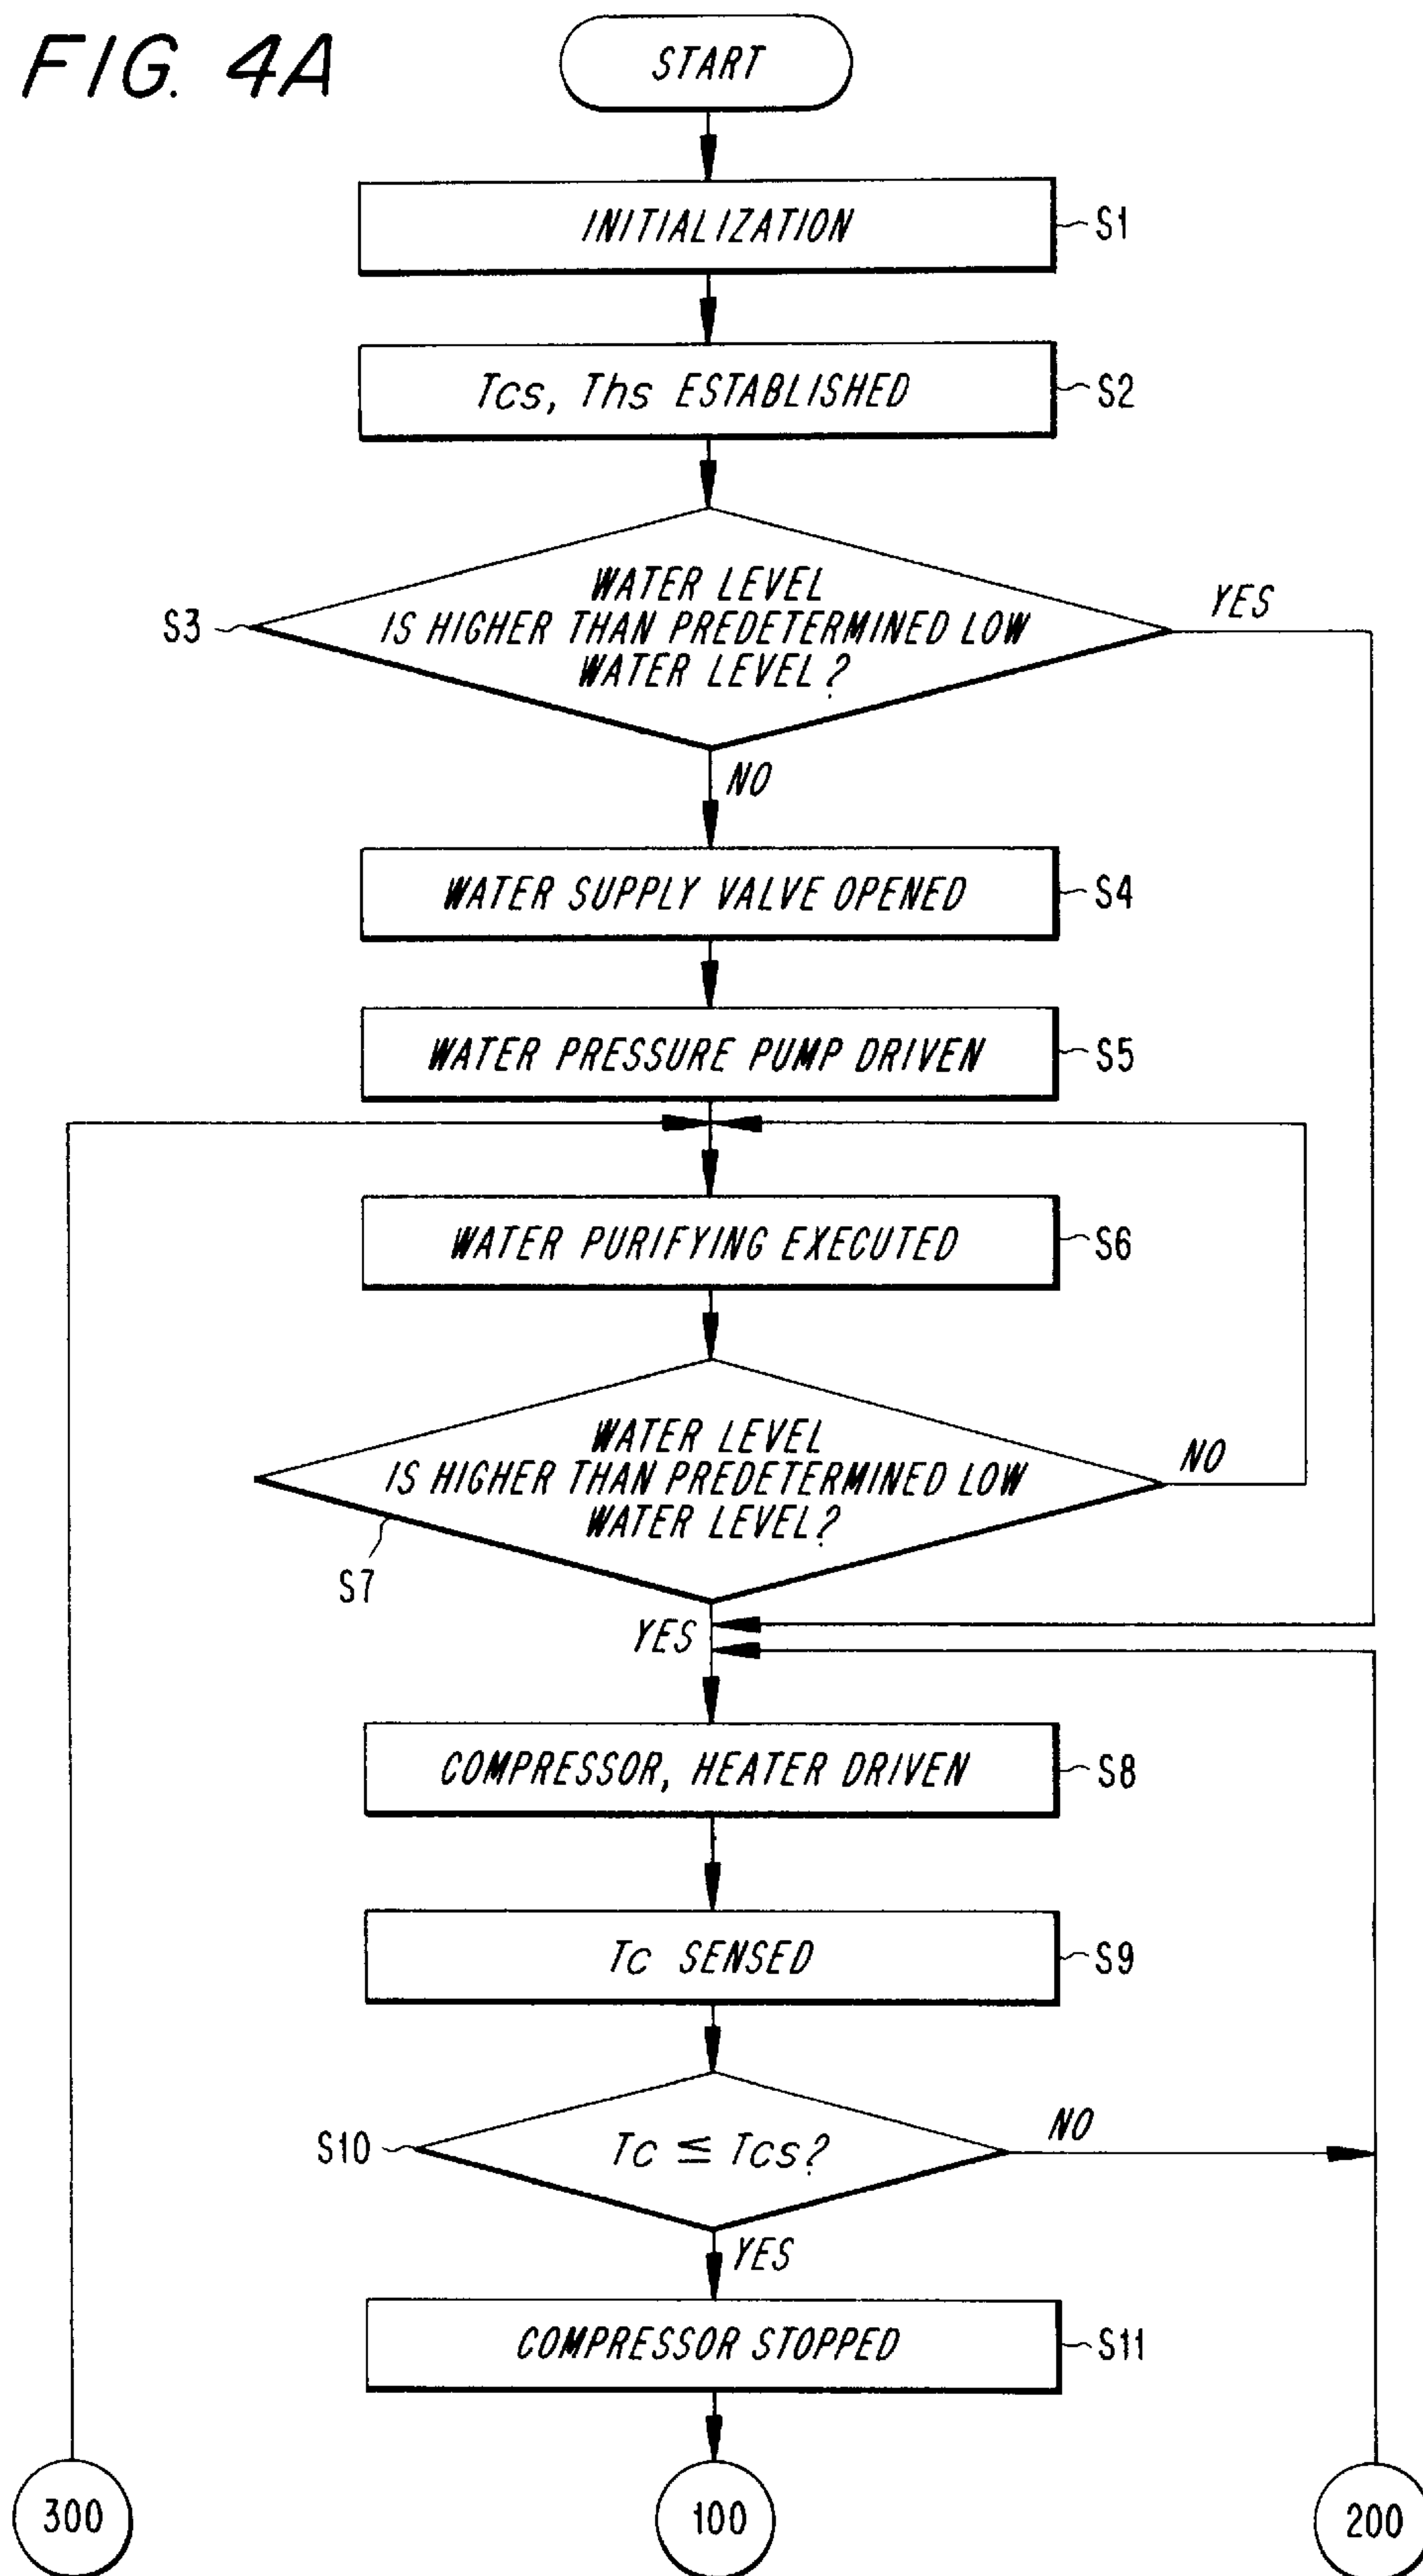 FIG. 4A
START
INITIALIZATION
S1
Tcs, Ths ESTABLISHED
S2
WATER LEVEL
IS HIGHER THAN PREDETERMINED LOW
WATER LEVEL?
S3
YES
NO
WATER SUPPLY VALVE OPENED
S4
WATER PRESSURE PUMP DRIVEN
S5
WATER PURIFYING EXECUTED
S6
WATER LEVEL
IS HIGHER THAN PREDETERMINED LOW
WATER LEVEL?
NO
S7
YES
COMPRESSOR, HEATER DRIVEN
S8
Tc SENSED
S9
S10
Tc ≦ Tcs?
NO
YES
COMPRESSOR STOPPED
S11
300
100
200